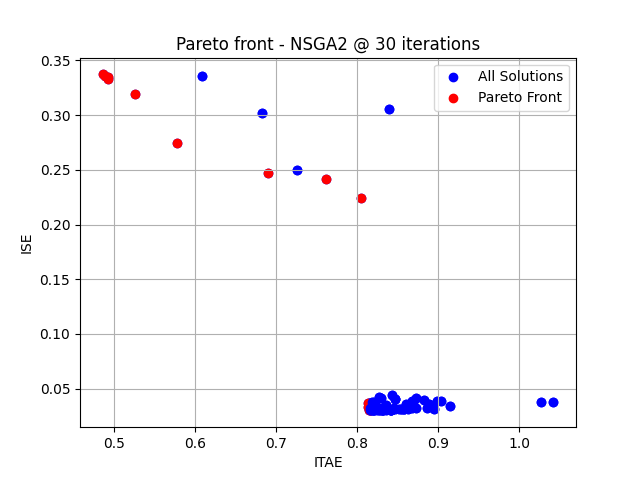 Pareto front - NSGA2 @ 30 iterations
All Solutions
Pareto Front
0.35
0.30
0.25
0.20
0.15
0.10
0.05
ISE
0.5 0.6 0.7 0.8 0.9 1.0
ITAE